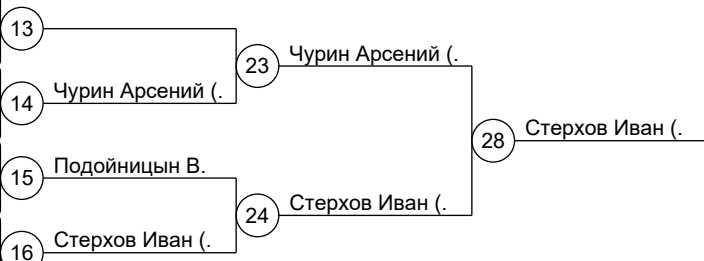 13
23
Чурин Арсений (.
14
Чурин Арсений (.
28
Стерхов Иван (.
15
Подойницын В.
24
Стерхов Иван (.
16
Стерхов Иван (.